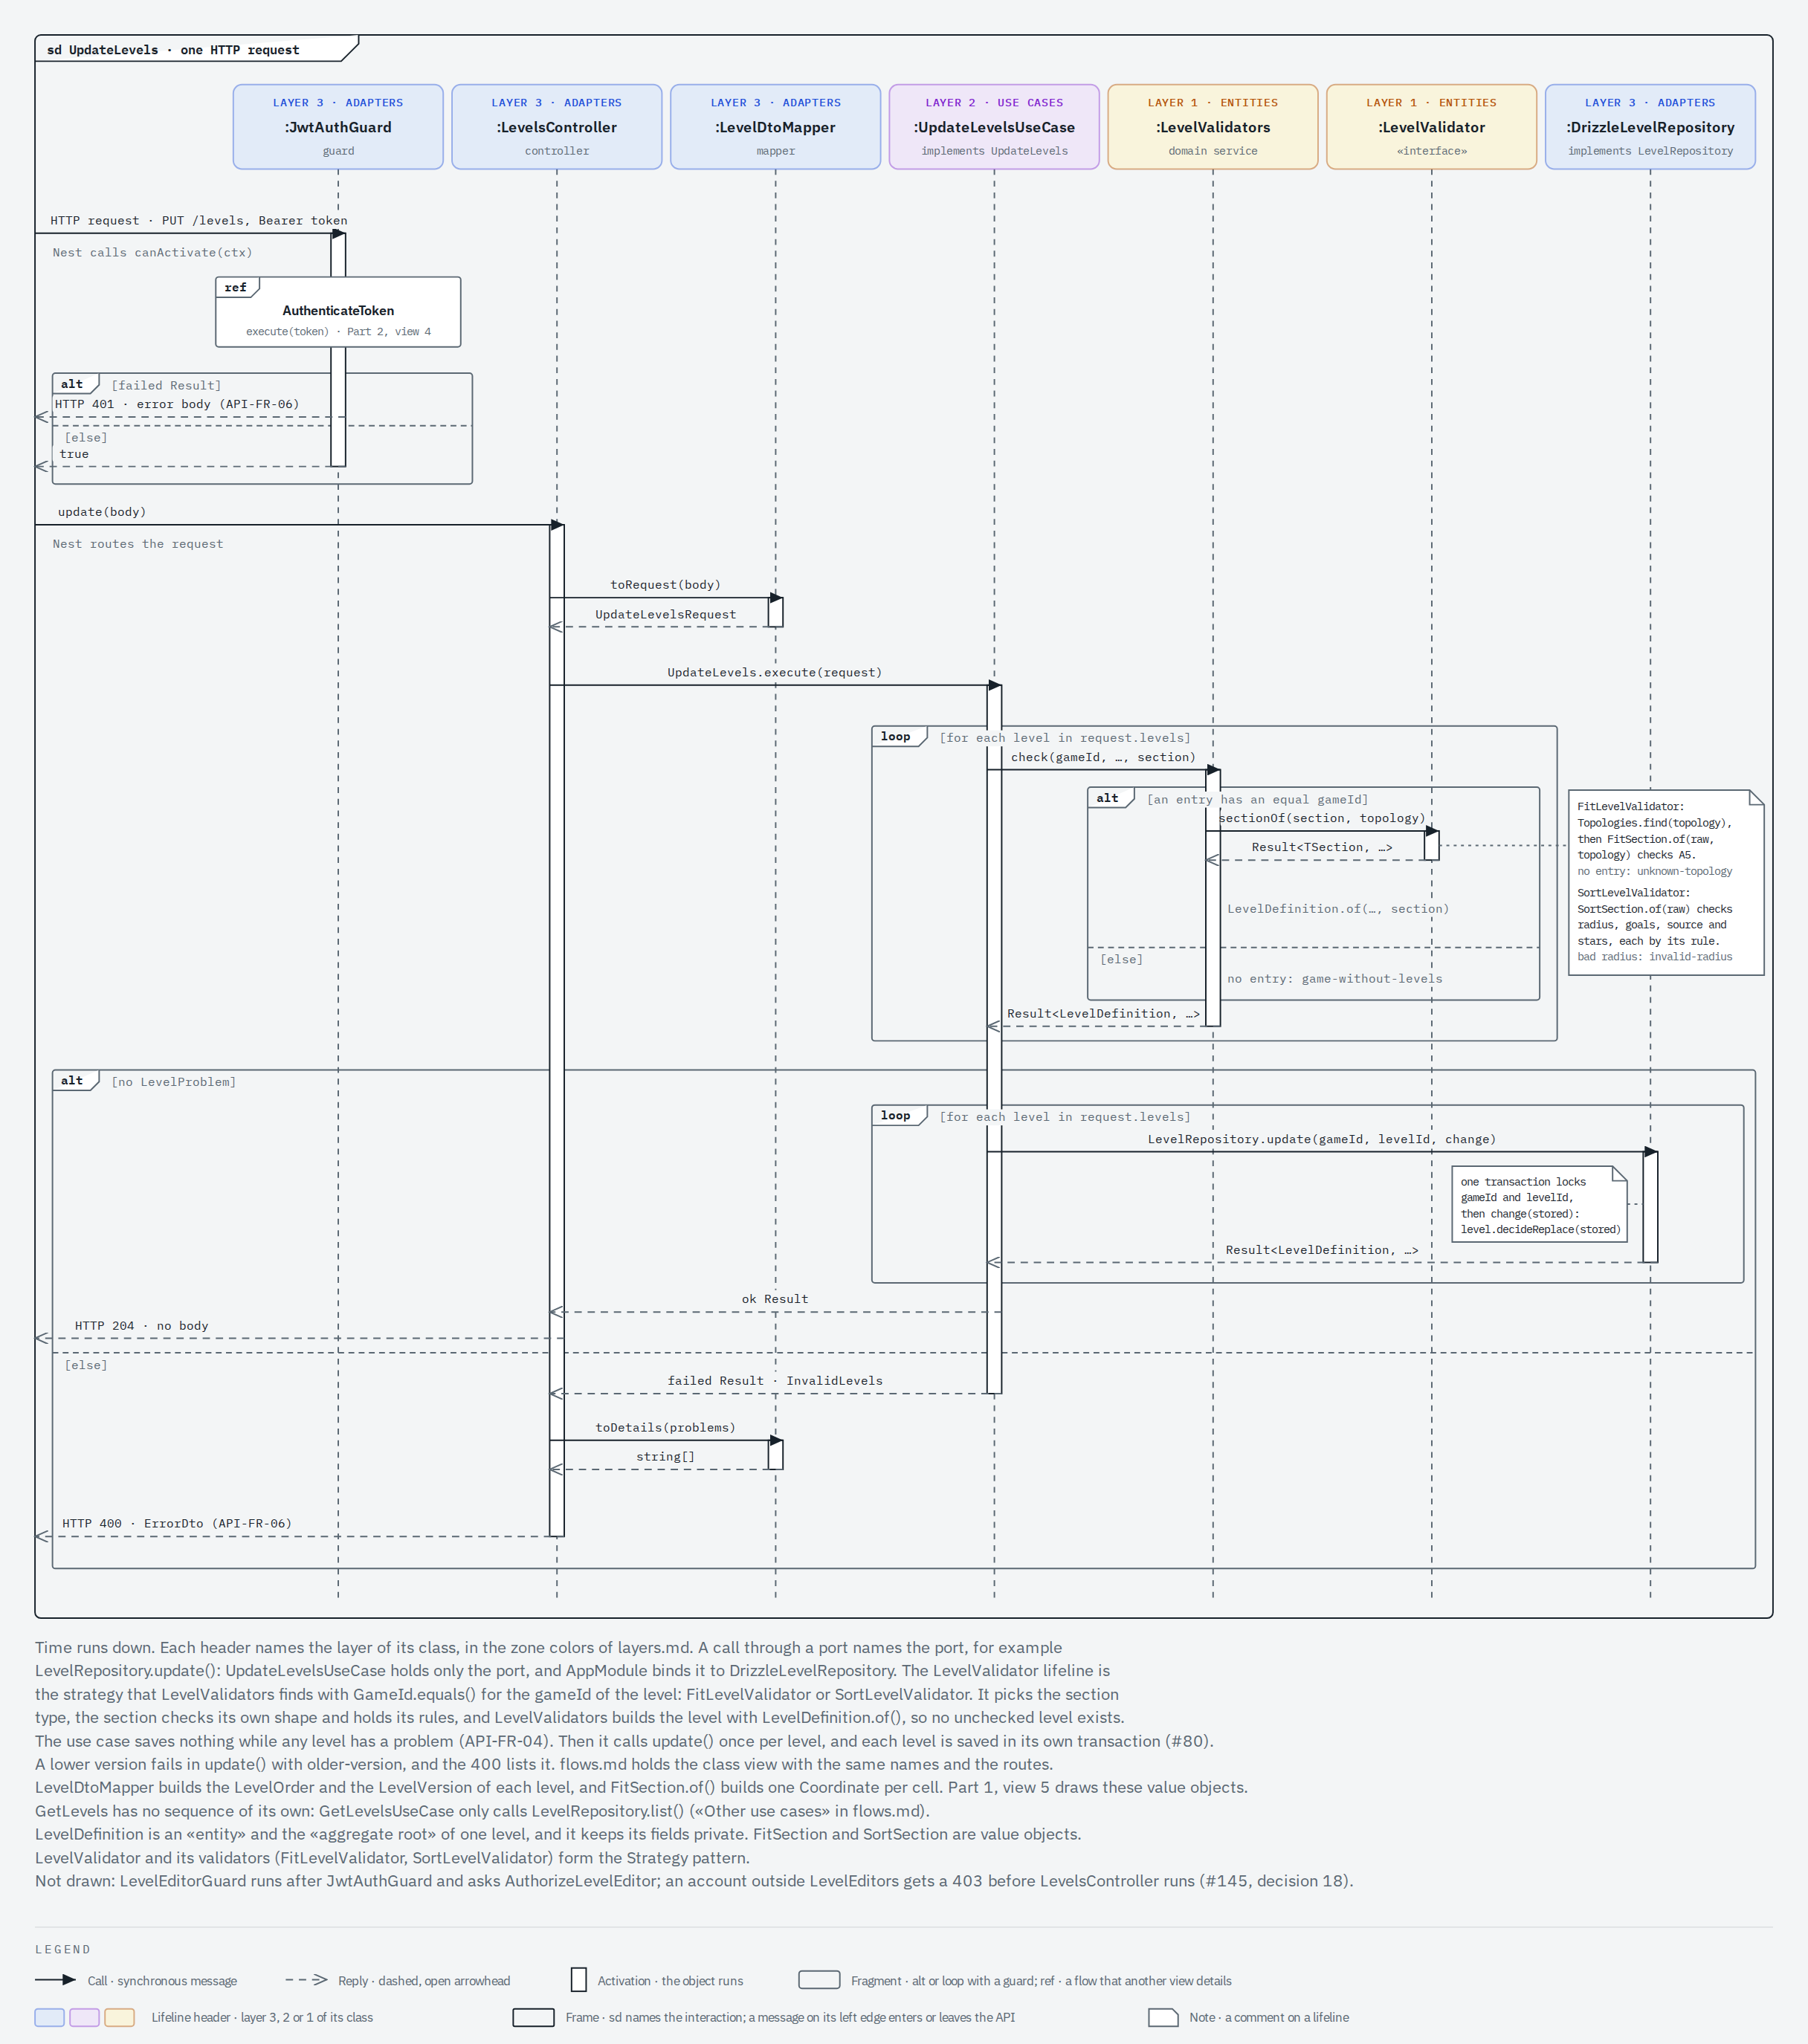 sd UpdateLevels · one HTTP request
LAYER 3 · ADAPTERS
:JwtAuthGuard
guard
LAYER 3 · ADAPTERS
:LevelsController
controller
LAYER 3 · ADAPTERS
:LevelDtoMapper
mapper
LAYER 2 · USE CASES
:UpdateLevelsUseCase
implements UpdateLevels
LAYER 1 · ENTITIES
:LevelValidators
domain service
LAYER 1 · ENTITIES
:LevelValidator
«interface»
LAYER 3 · ADAPTERS
:DrizzleLevelRepository
implements LevelRepository
HTTP request · PUT /levels, Bearer token
Nest calls canActivate(ctx)
ref
AuthenticateToken
execute(token) · Part 2, view 4
alt [failed Result]
HTTP 401 · error body (API-FR-06)
[else]
true
update(body)
Nest routes the request
toRequest(body)
UpdateLevelsRequest
UpdateLevels.execute(request)
loop [for each level in request.levels]
check(gameId, …, section)
alt [an entry has an equal gameId]
sectionOf(section, topology)
Result<TSection, …>
LevelDefinition.of(…, section)
[else]
no entry: game-without-levels
Result<LevelDefinition, …>
FitLevelValidator:
Topologies.find(topology),
then FitSection.of(raw,
topology) checks A5.
no entry: unknown-topology
SortLevelValidator:
SortSection.of(raw) checks
radius, goals, source and
stars, each by its rule.
bad radius: invalid-radius
alt [no LevelProblem]
loop [for each level in request.levels]
LevelRepository.update(gameId, levelId, change)
one transaction locks
gameId and levelId,
then change(stored):
level.decideReplace(stored)
Result<LevelDefinition, …>
ok Result
HTTP 204 · no body
[else]
failed Result · InvalidLevels
toDetails(problems)
string[]
HTTP 400 · ErrorDto (API-FR-06)
Time runs down. Each header names the layer of its class, in the zone colors of layers.md. A call through a port names the port, for example
LevelRepository.update(): UpdateLevelsUseCase holds only the port, and AppModule binds it to DrizzleLevelRepository. The LevelValidator lifeline is
the strategy that LevelValidators finds with GameId.equals() for the gameId of the level: FitLevelValidator or SortLevelValidator. It picks the section
type, the section checks its own shape and holds its rules, and LevelValidators builds the level with LevelDefinition.of(), so no unchecked level exists.
The use case saves nothing while any level has a problem (API-FR-04). Then it calls update() once per level, and each level is saved in its own transaction (#80).
A lower version fails in update() with older-version, and the 400 lists it. flows.md holds the class view with the same names and the routes.
LevelDtoMapper builds the LevelOrder and the LevelVersion of each level, and FitSection.of() builds one Coordinate per cell. Part 1, view 5 draws these value objects.
GetLevels has no sequence of its own: GetLevelsUseCase only calls LevelRepository.list() («Other use cases» in flows.md).
LevelDefinition is an «entity» and the «aggregate root» of one level, and it keeps its fields private. FitSection and SortSection are value objects.
LevelValidator and its validators (FitLevelValidator, SortLevelValidator) form the Strategy pattern.
Not drawn: LevelEditorGuard runs after JwtAuthGuard and asks AuthorizeLevelEditor; an account outside LevelEditors gets a 403 before LevelsController runs (#145, decision 18).
LEGEND
Call · synchronous message
Reply · dashed, open arrowhead
Activation · the object runs
Fragment · alt or loop with a guard; ref · a flow that another view details
Lifeline header · layer 3, 2 or 1 of its class
Frame · sd names the interaction; a message on its left edge enters or leaves the API
Note · a comment on a lifeline